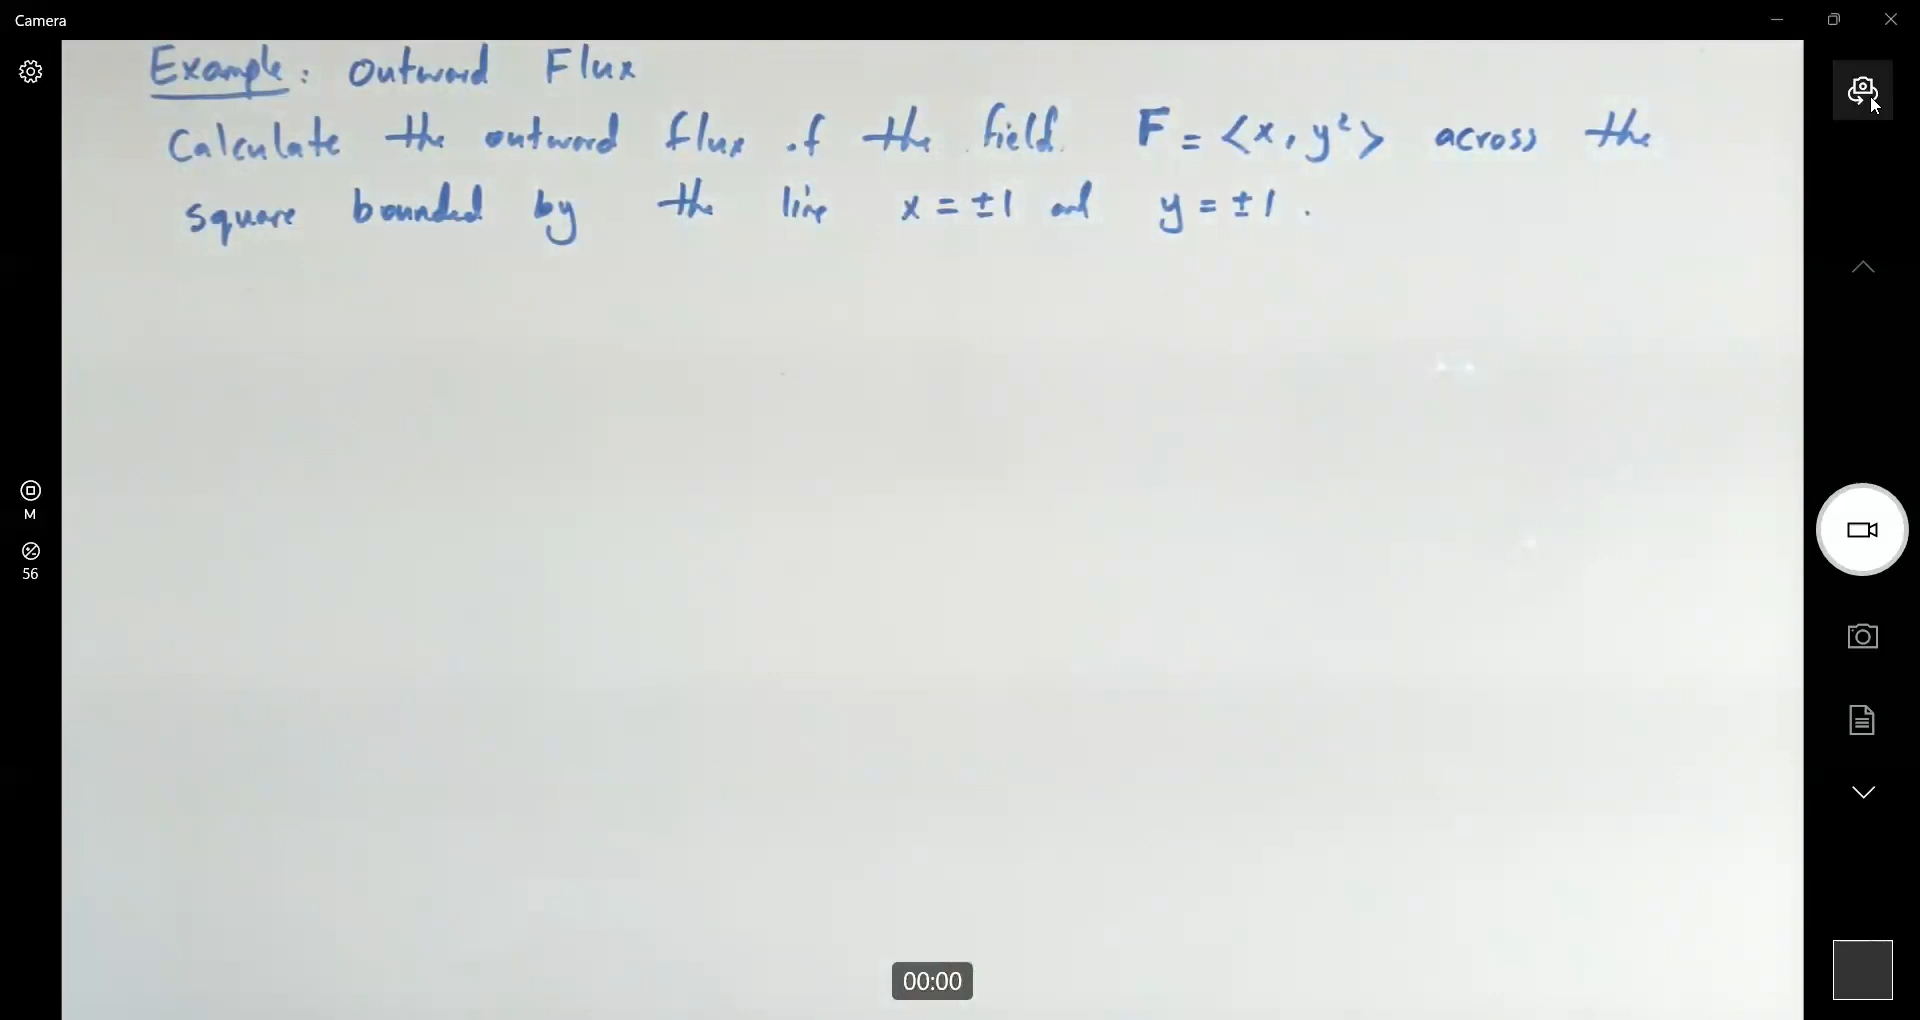 Camera
Example: Outward Flux
Calculate the outward flux of the field F = <x, y²> across the
square bounded by the line x = ±1 and y = ±1 .
M
56
00:00